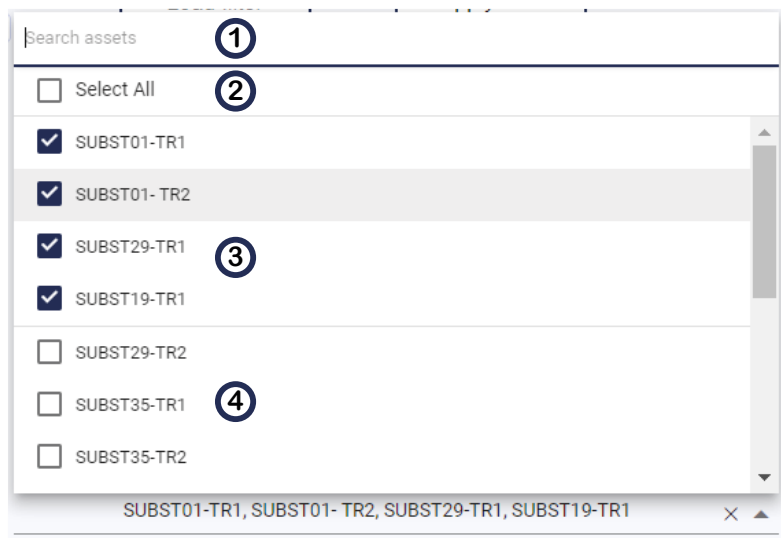 Search assets 1
Select All 2
SUBST01-TR1
SUBST01- TR2
SUBST29-TR1
3
SUBST19-TR1
SUBST29-TR2
SUBST35-TR1 4
SUBST35-TR2
SUBST01-TR1, SUBST01- TR2, SUBST29-TR1, SUBST19-TR1